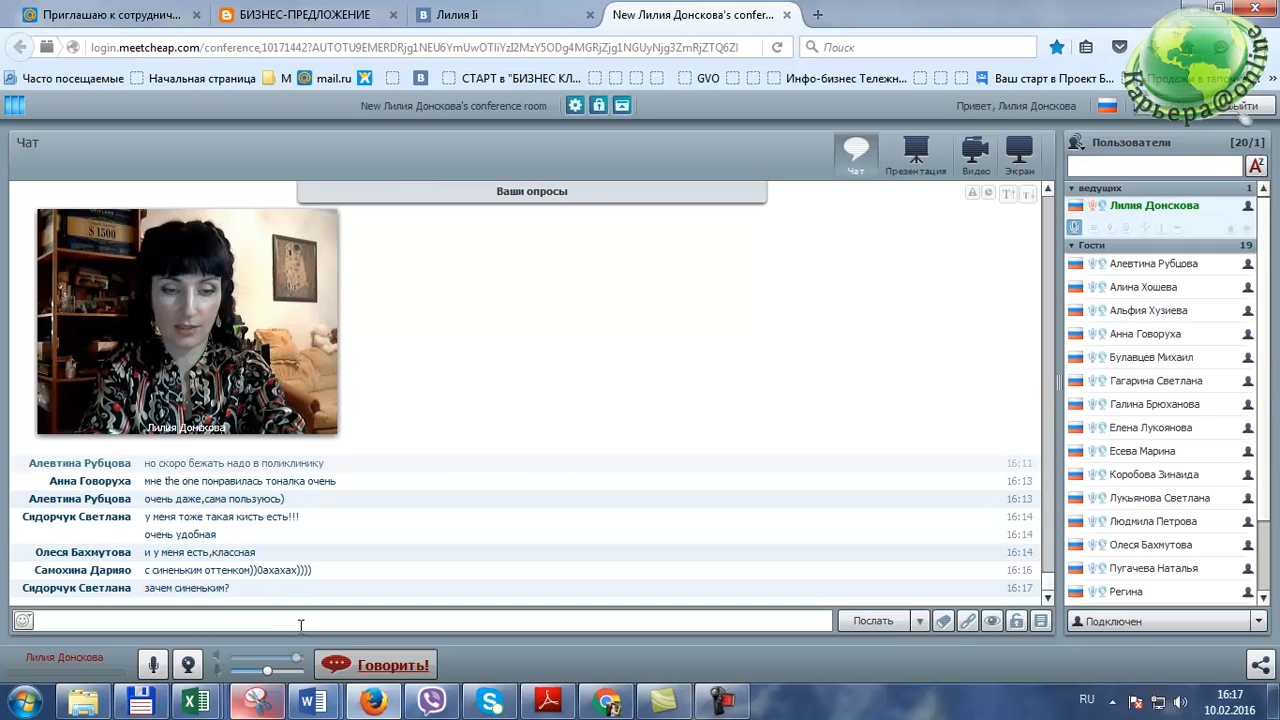 Приглашаю к сотруднич...
БИЗНЕС-ПРЕДЛОЖЕНИЕ
Лилия Ii
New Лилия Донскова's confer...
Поиск
Часто посещаемые
Начальная страница
M
mail.ru
СТАРТ в "БИЗНЕС КЛ...
GVO
Инфо-бизнес Тележн...
Ваш старт в Проект Б...
Карьера@online
New Лилия Донскова's conference room
Привет, Лилия Донскова
Чат
Чат
Презентация
Видео
Экран
Пользователи
[20/1]
Ваши опросы
ведущих
1
Лилия Донскова
Гости
19
Алевтина Рубцова
Алина Хошева
Альфия Хузиева
Анна Говоруха
Булавцев Михаил
Гагарина Светлана
Галина Брюханова
Елена Лукоянова
Есева Марина
Коробова Зинаида
Лукьянова Светлана
Людмила Петрова
Олеся Бахмутова
Пугачева Наталья
Регина
$ 1500
Лилия Донскова
Алевтина Рубцова но скоро бежать надо в поликлинику 16:11
Анна Говоруха мне the one понравилась тоналка очень 16:13
Алевтина Рубцова очень даже,сама пользуюсь) 16:13
Сидорчук Светлана у меня тоже такая кисть есть!!! 16:14
очень удобная 16:14
Олеся Бахмутова и у меня есть,классная 16:14
Самохина Дарияо с синеньким оттенком))0ахахах)))) 16:16
Сидорчук Светлана зачем синеньким? 16:17
Послать
Подключен
Лилия Донскова
Говорить!
RU
16:17
10.02.2016